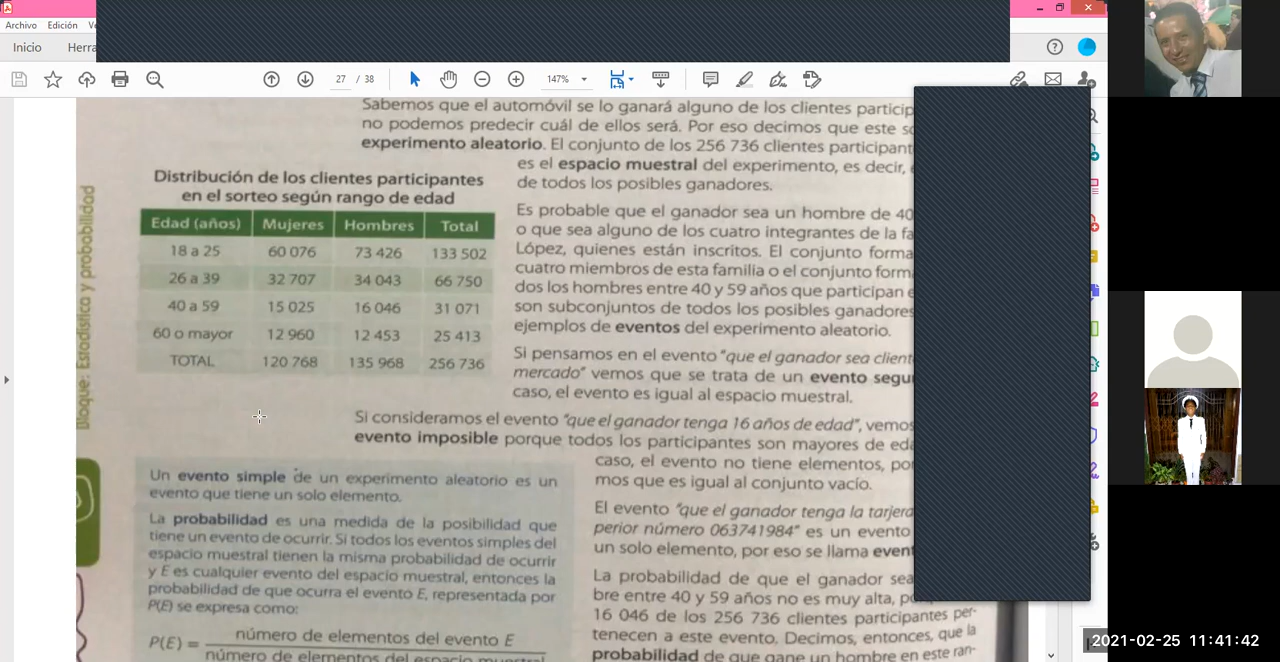 Archivo Edición
Inicio
27 / 38
147%
Sabemos que el automóvil se lo ganará alguno de los clientes
no podemos predecir cuál de ellos será. Por eso decimos que este
experimento aleatorio. El conjunto de los 256 736 clientes
es el espacio muestral del experimento, es decir,
de todos los posibles ganadores.
Distribución de los clientes participantes
en el sorteo según rango de edad
Edad (años) Mujeres Hombres Total
18 a 25 60 076 73 426 133 502
26 a 39 32 707 34 043 66 750
40 a 59 15 025 16 046 31 071
60 o mayor 12 960 12 453 25 413
TOTAL 120 768 135 968 256 736
Es probable que el ganador sea un hombre de 40
o que sea alguno de los cuatro integrantes de la
López, quienes están inscritos. El conjunto
cuatro miembros de esta familia o el conjunto
dos los hombres entre 40 y 59 años que participan
son subconjuntos de todos los posibles ganadores
ejemplos de eventos del experimento aleatorio.
Si pensamos en el evento "que el ganador sea
mercado" vemos que se trata de un evento
caso, el evento es igual al espacio muestral.
Si consideramos el evento "que el ganador tenga 16 años de edad", vemos
evento imposible porque todos los participantes son mayores de
caso, el evento no tiene elementos,
mos que es igual al conjunto vacío.
El evento "que el ganador tenga la
perior número 063741984" es un evento
un solo elemento, por eso se llama
La probabilidad de que el ganador sea
bre entre 40 y 59 años no es muy alta,
16 046 de los 256 736 clientes participantes per-
tenecen a este evento. Decimos, entonces, que la
probabilidad de que gane un hombre en este ran-
Bloque: Estadística y probabilidad
Un evento simple de un experimento aleatorio es un
evento que tiene un solo elemento.
La probabilidad es una medida de la posibilidad que
tiene un evento de ocurrir. Si todos los eventos simples del
espacio muestral tienen la misma probabilidad de ocurrir
y E es cualquier evento del espacio muestral, entonces la
probabilidad de que ocurra el evento E, representada por
P(E) se expresa como:
P(E) = número de elementos del evento E
número de elementos del espacio muestral
2021-02-25 11:41:42